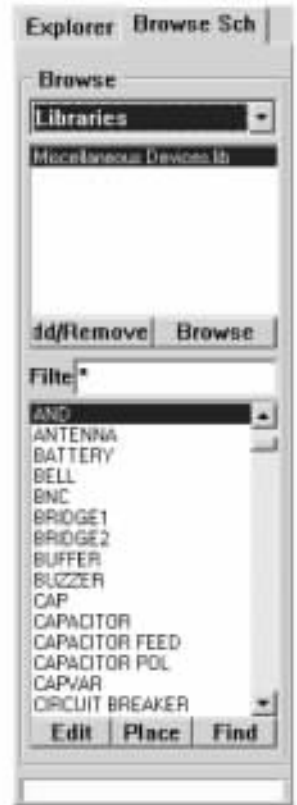 Explorer Browse Sch
Browse
Libraries
Miscellaneous Devices.lib
dd/Remove Browse
Filte *
AND
ANTENNA
BATTERY
BELL
BNC
BRIDGE1
BRIDGE2
BUFFER
BUZZER
CAP
CAPACITOR
CAPACITOR FEED
CAPACITOR POL
CAPVAR
CIRCUIT BREAKER
Edit Place Find